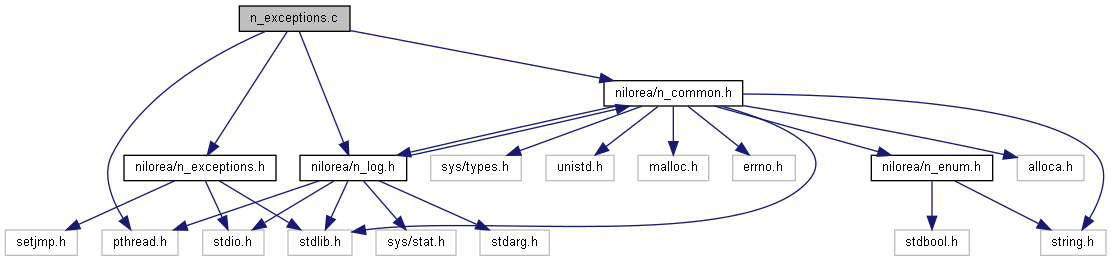 n_exceptions.c
nilorea/n_common.h
nilorea/n_exceptions.h
nilorea/n_log.h
sys/types.h
unistd.h
malloc.h
errno.h
nilorea/n_enum.h
alloca.h
setjmp.h
pthread.h
stdio.h
stdlib.h
sys/stat.h
stdarg.h
stdbool.h
string.h